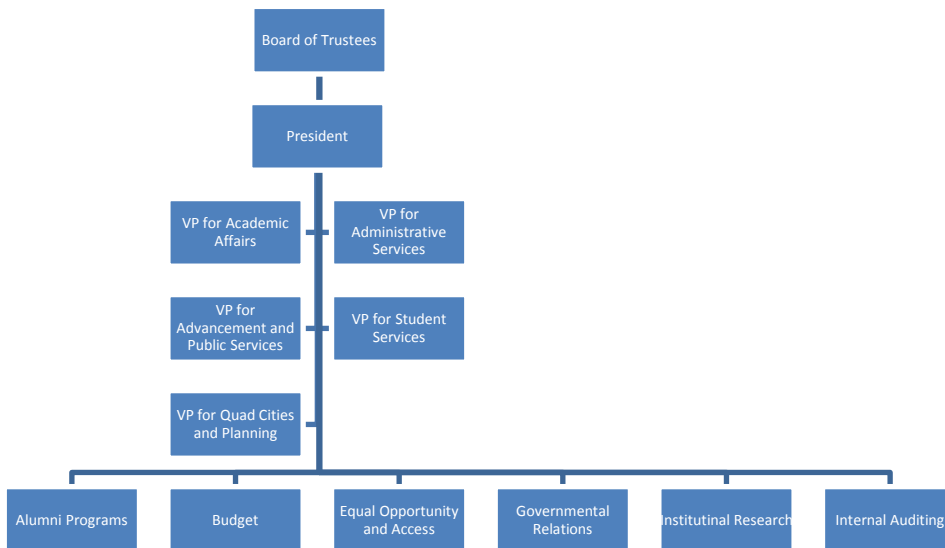 Board of Trustees
President
VP for Academic
Affairs
VP for
Administrative
Services
VP for
Advancement and
Public Services
VP for Student
Services
VP for Quad Cities
and Planning
Alumni Programs
Budget
Equal Opportunity
and Access
Governmental
Relations
Institutinal Research
Internal Auditing